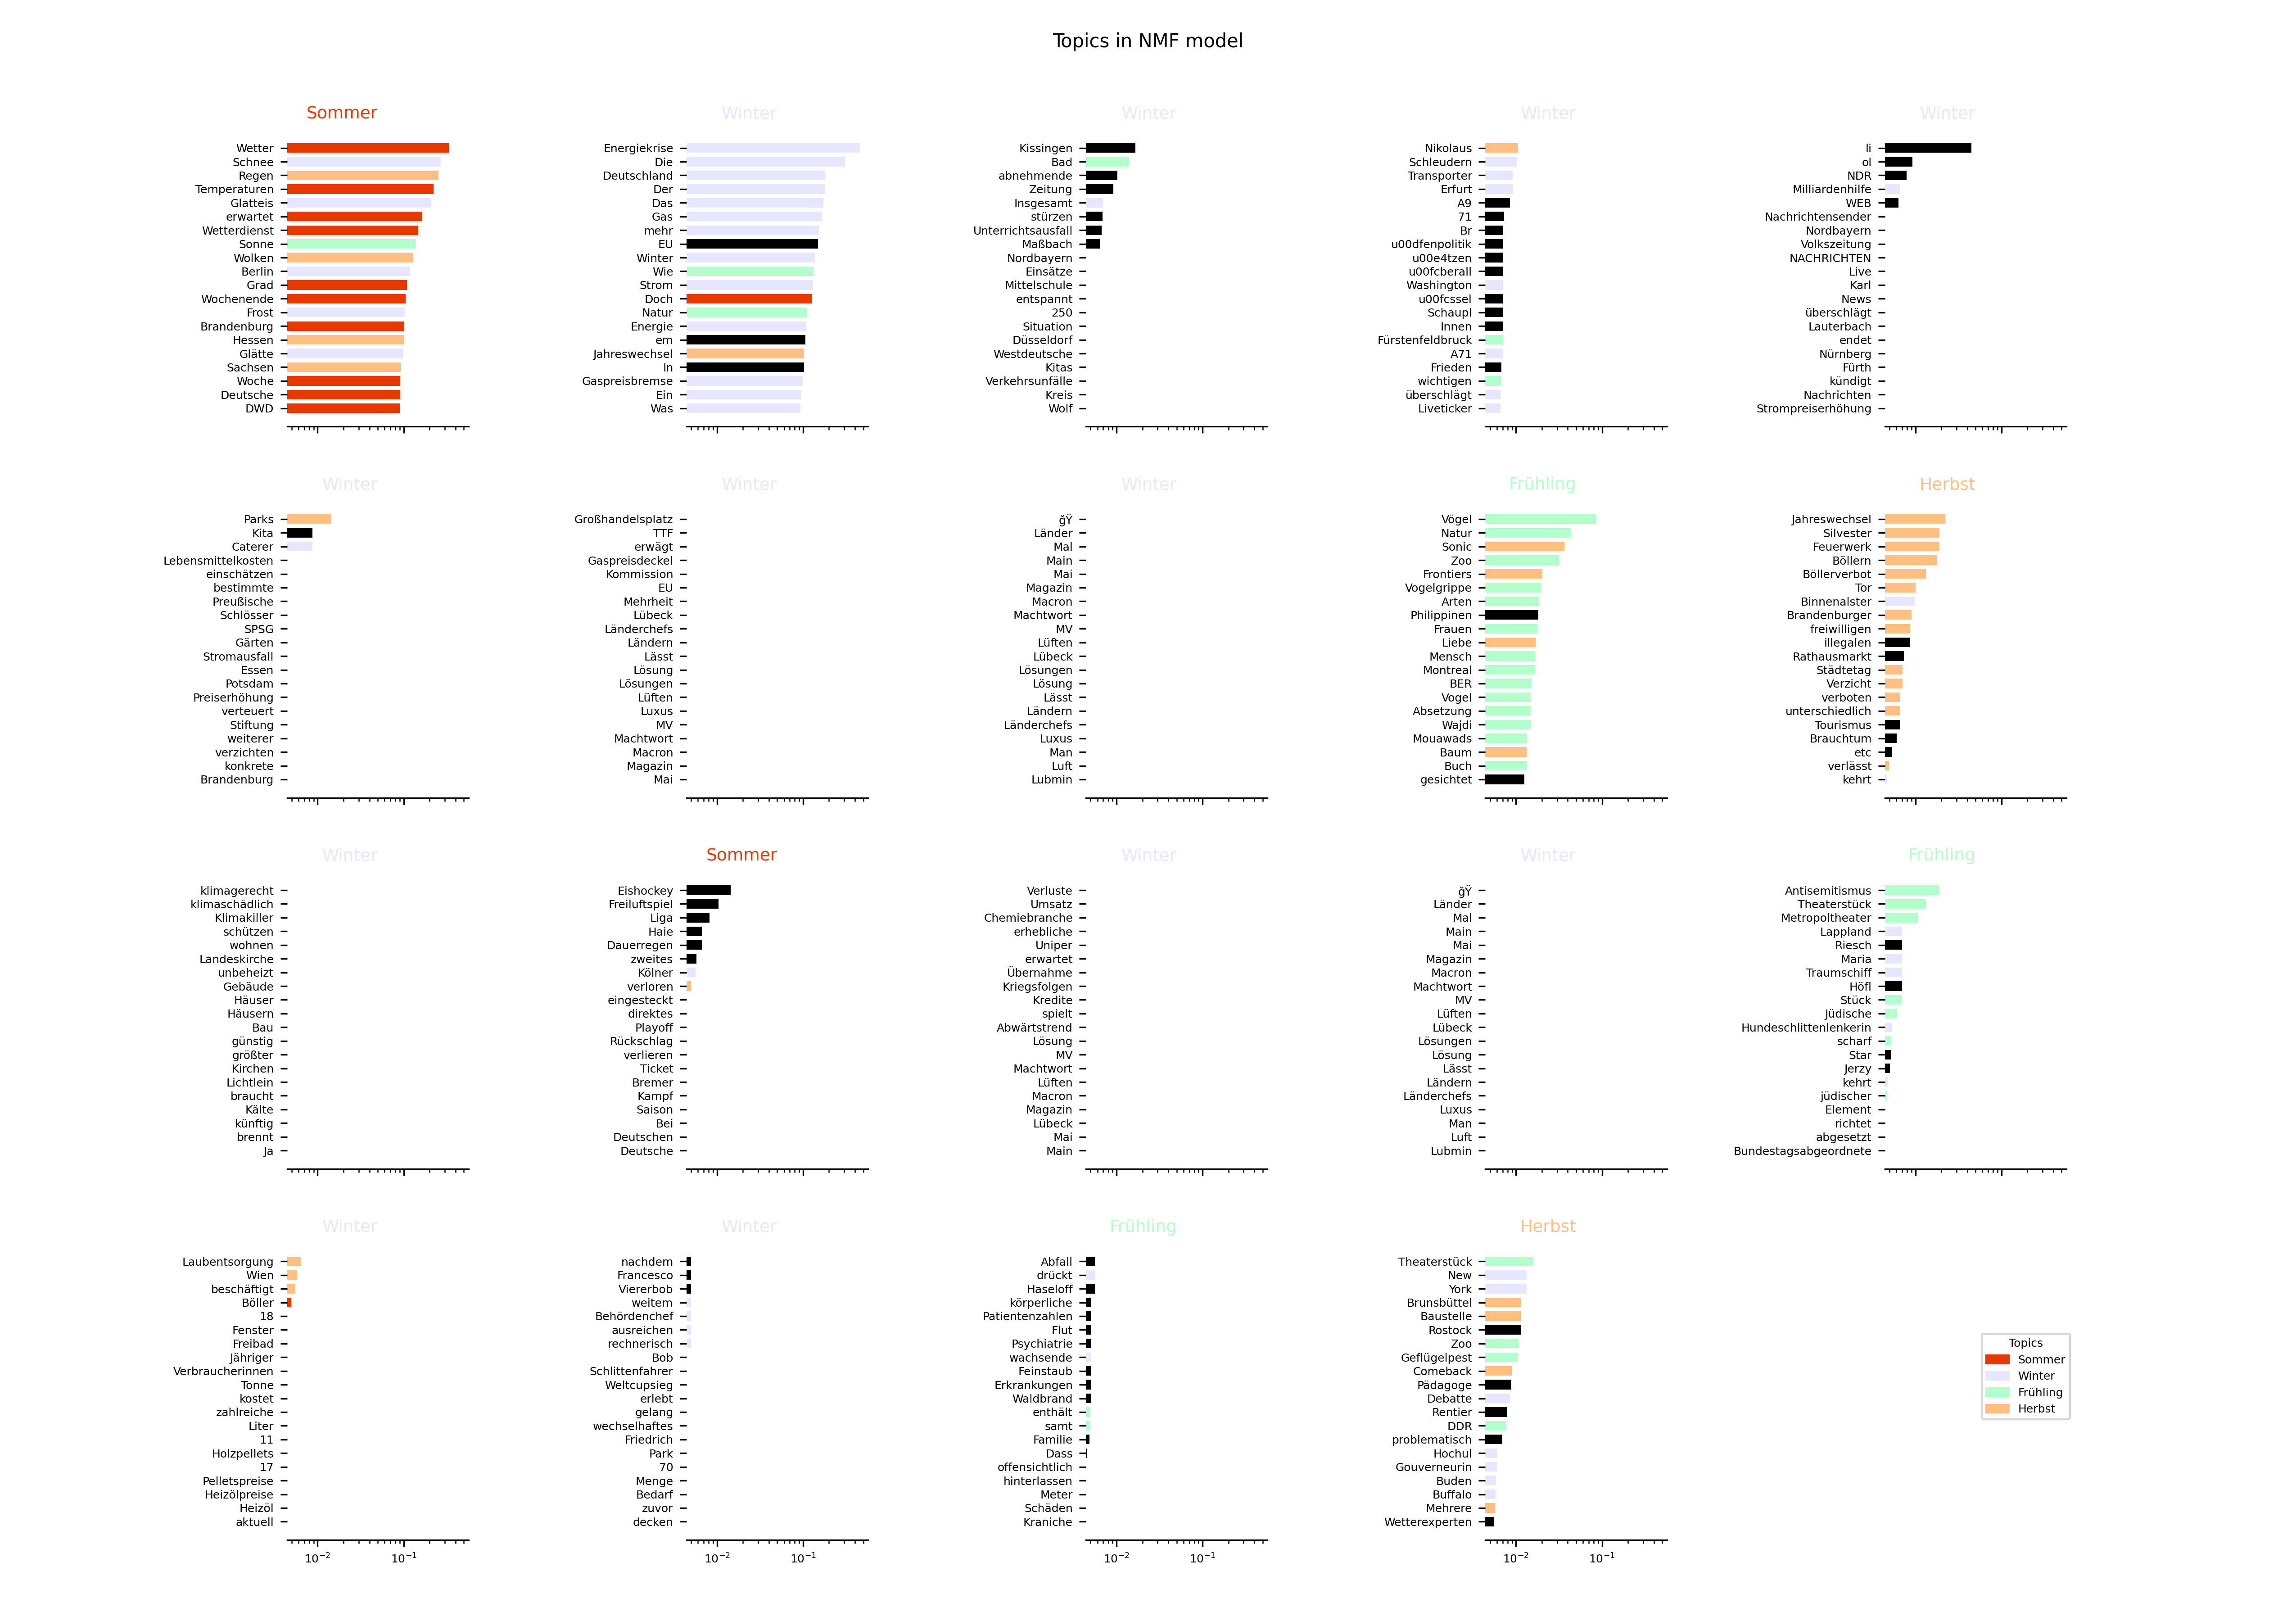 Topics in NMF model
Sommer
Wetter
Schnee
Regen
Temperaturen
Glatteis
erwartet
Wetterdienst
Sonne
Wolken
Berlin
Grad
Wochenende
Frost
Brandenburg
Hessen
Glätte
Sachsen
Woche
Deutsche
DWD
Winter
Energiekrise
Die
Deutschland
Der
Das
Gas
mehr
EU
Winter
Wie
Strom
Doch
Natur
Energie
em
Jahreswechsel
In
Gaspreisbremse
Ein
Was
Winter
Kissingen
Bad
abnehmende
Zeitung
Insgesamt
stürzen
Unterrichtsausfall
Maßbach
Nordbayern
Einsätze
Mittelschule
entspannt
250
Situation
Düsseldorf
Westdeutsche
Kitas
Verkehrsunfälle
Kreis
Wolf
Winter
Nikolaus
Schleudern
Transporter
Erfurt
A9
71
Br
u00dfenpolitik
u00e4tzen
u00fcberall
Washington
u00fcssel
Schaupl
Innen
Fürstenfeldbruck
A71
Frieden
wichtigen
überschlägt
Liveticker
Winter
li
ol
NDR
Milliardenhilfe
WEB
Nachrichtensender
Nordbayern
Volkszeitung
NACHRICHTEN
Live
Karl
News
überschlägt
Lauterbach
endet
Nürnberg
Fürth
kündigt
Nachrichten
Strompreiserhöhung
Winter
Parks
Kita
Caterer
Lebensmittelkosten
einschätzen
bestimmte
Preußische
Schlösser
SPSG
Gärten
Stromausfall
Essen
Potsdam
Preiserhöhung
verteuert
Stiftung
weiterer
verzichten
konkrete
Brandenburg
Winter
Großhandelsplatz
TTF
erwägt
Gaspreisdeckel
Kommission
EU
Mehrheit
Lübeck
Länderchefs
Ländern
Lässt
Lösung
Lösungen
Lüften
Luxus
MV
Machtwort
Macron
Magazin
Mai
Winter
ğŸ
Länder
Mal
Main
Mai
Magazin
Macron
Machtwort
MV
Lüften
Lübeck
Lösungen
Lösung
Lässt
Ländern
Länderchefs
Luxus
Man
Luft
Lubmin
Frühling
Vögel
Natur
Sonic
Zoo
Frontiers
Vogelgrippe
Arten
Philippinen
Frauen
Liebe
Mensch
Montreal
BER
Vogel
Absetzung
Wajdi
Mouawads
Baum
Buch
gesichtet
Herbst
Jahreswechsel
Silvester
Feuerwerk
Böllern
Böllerverbot
Tor
Binnenalster
Brandenburger
freiwilligen
illegalen
Rathausmarkt
Städtetag
Verzicht
verboten
unterschiedlich
Tourismus
Brauchtum
etc
verlässt
kehrt
Winter
klimagerecht
klimaschädlich
Klimakiller
schützen
wohnen
Landeskirche
unbeheizt
Gebäude
Häuser
Häusern
Bau
günstig
größter
Kirchen
Lichtlein
braucht
Kälte
künftig
brennt
Ja
Sommer
Eishockey
Freiluftspiel
Liga
Haie
Dauerregen
zweites
Kölner
verloren
eingesteckt
direktes
Playoff
Rückschlag
verlieren
Ticket
Bremer
Kampf
Saison
Bei
Deutschen
Deutsche
Winter
Verluste
Umsatz
Chemiebranche
erhebliche
Uniper
erwartet
Übernahme
Kriegsfolgen
Kredite
spielt
Abwärtstrend
Lösung
MV
Machtwort
Lüften
Macron
Magazin
Lübeck
Mai
Main
Winter
ğŸ
Länder
Mal
Main
Mai
Magazin
Macron
Machtwort
MV
Lüften
Lübeck
Lösungen
Lösung
Lässt
Ländern
Länderchefs
Luxus
Man
Luft
Lubmin
Frühling
Antisemitismus
Theaterstück
Metropoltheater
Lappland
Riesch
Maria
Traumschiff
Höfl
Stück
Jüdische
Hundeschlittenlenkerin
scharf
Star
Jerzy
kehrt
jüdischer
Element
richtet
abgesetzt
Bundestagsabgeordnete
Winter
Laubentsorgung
Wien
beschäftigt
Böller
18
Fenster
Freibad
Jähriger
Verbraucherinnen
Tonne
kostet
zahlreiche
Liter
11
Holzpellets
17
Pelletspreise
Heizölpreise
Heizöl
aktuell
10⁻² 10⁻¹
Winter
nachdem
Francesco
Viererbob
weitem
Behördenchef
ausreichen
rechnerisch
Bob
Schlittenfahrer
Weltcupsieg
erlebt
gelang
wechselhaftes
Friedrich
Park
70
Menge
Bedarf
zuvor
decken
10⁻² 10⁻¹
Frühling
Abfall
drückt
Haseloff
körperliche
Patientenzahlen
Flut
Psychiatrie
wachsende
Feinstaub
Erkrankungen
Waldbrand
enthält
samt
Familie
Dass
offensichtlich
hinterlassen
Meter
Schäden
Kraniche
10⁻² 10⁻¹
Herbst
Theaterstück
New
York
Brunsbüttel
Baustelle
Rostock
Zoo
Geflügelpest
Comeback
Pädagoge
Debatte
Rentier
DDR
problematisch
Hochul
Gouverneurin
Buden
Buffalo
Mehrere
Wetterexperten
10⁻² 10⁻¹
Topics
Sommer
Winter
Frühling
Herbst